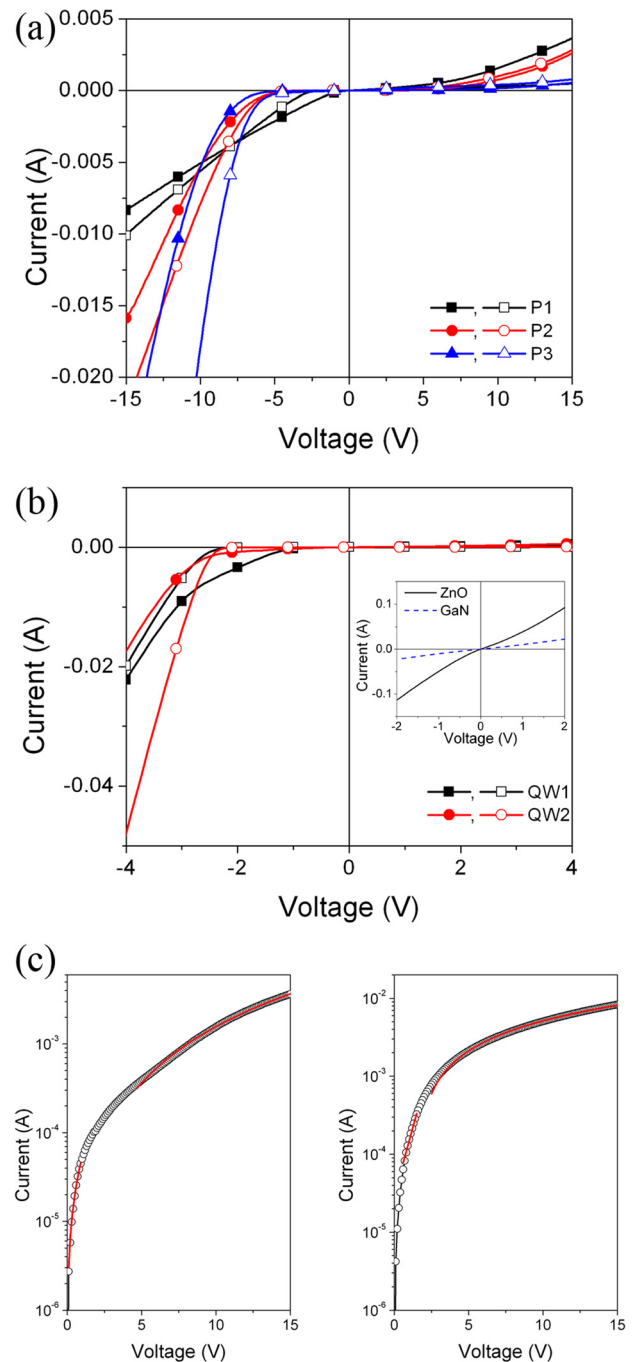 (a)
0.005
0.000
-0.005
-0.010
-0.015
-0.020
Current (A)
, P1
, P2
, P3
-15 -10 -5 0 5 10 15
Voltage (V)
(b)
0.00
-0.02
-0.04
Current (A)
ZnO
GaN
0.1
0.0
-0.1
Current (A)
-2 -1 0 1 2
Voltage (V)
, QW1
, QW2
-4 -2 0 2 4
Voltage (V)
(c)
10-3
10-4
10-5
10-6
Current (A)
0 5 10 15
Voltage (V)
10-2
10-3
10-4
10-5
10-6
Current (A)
0 5 10 15
Voltage (V)